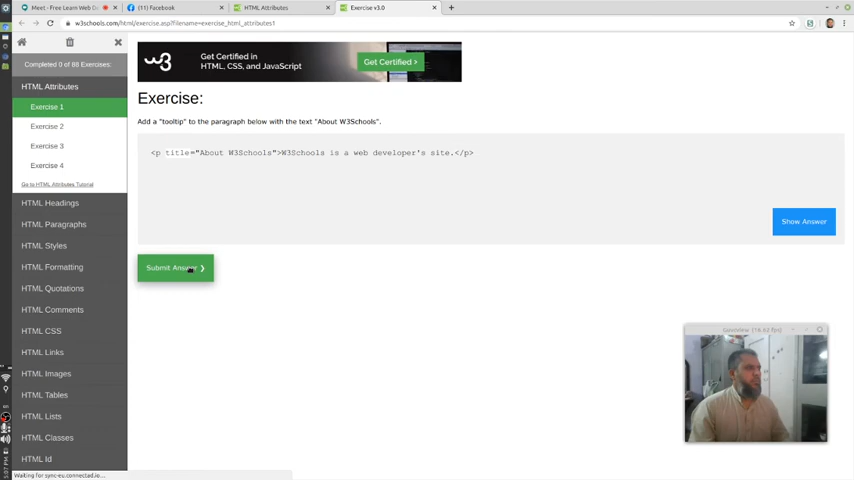 Meet - Free Learn Web De
(11) Facebook
HTML Attributes
Exercise v3.0
w3schools.com/html/exercise.asp?filename=exercise_html_attributes1
Completed 0 of 88 Exercises:
HTML Attributes
Exercise 1
Exercise 2
Exercise 3
Exercise 4
Go to HTML Attributes Tutorial
HTML Headings
HTML Paragraphs
HTML Styles
HTML Formatting
HTML Quotations
HTML Comments
HTML CSS
HTML Links
HTML Images
HTML Tables
HTML Lists
HTML Classes
HTML Id
w3
Get Certified in
HTML, CSS, and JavaScript
Get Certified >
Exercise:
Add a "tooltip" to the paragraph below with the text "About W3Schools".
<p title="About W3Schools">W3Schools is a web developer's site.</p>
Show Answer
Submit Answer ❯
Waiting for sync-eu.connectad.io...
5:07 PM